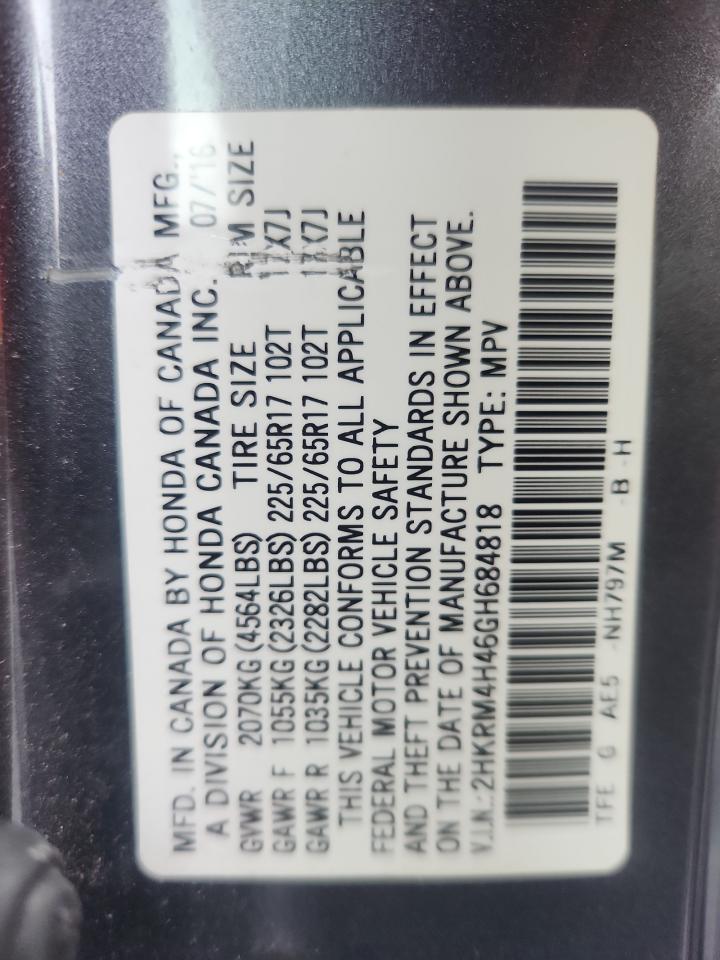 MFD. IN CANADA BY HONDA OF CANADA MFG.,
A DIVISION OF HONDA CANADA INC. 07/'16
GVWR 2070KG(4564LBS) TIRE SIZE RIM SIZE
GAWR F 1055KG(2326LBS) 225/65R17 102T 17X7J
GAWR R 1035KG(2282LBS) 225/65R17 102T 17X7J
THIS VEHICLE CONFORMS TO ALL APPLICABLE
FEDERAL MOTOR VEHICLE SAFETY
AND THEFT PREVENTION STANDARDS IN EFFECT
ON THE DATE OF MANUFACTURE SHOWN ABOVE.
V.I.N.: 2HKRM4H46GH684818 TYPE: MPV
TFE G AE5 -NH797M -B -H